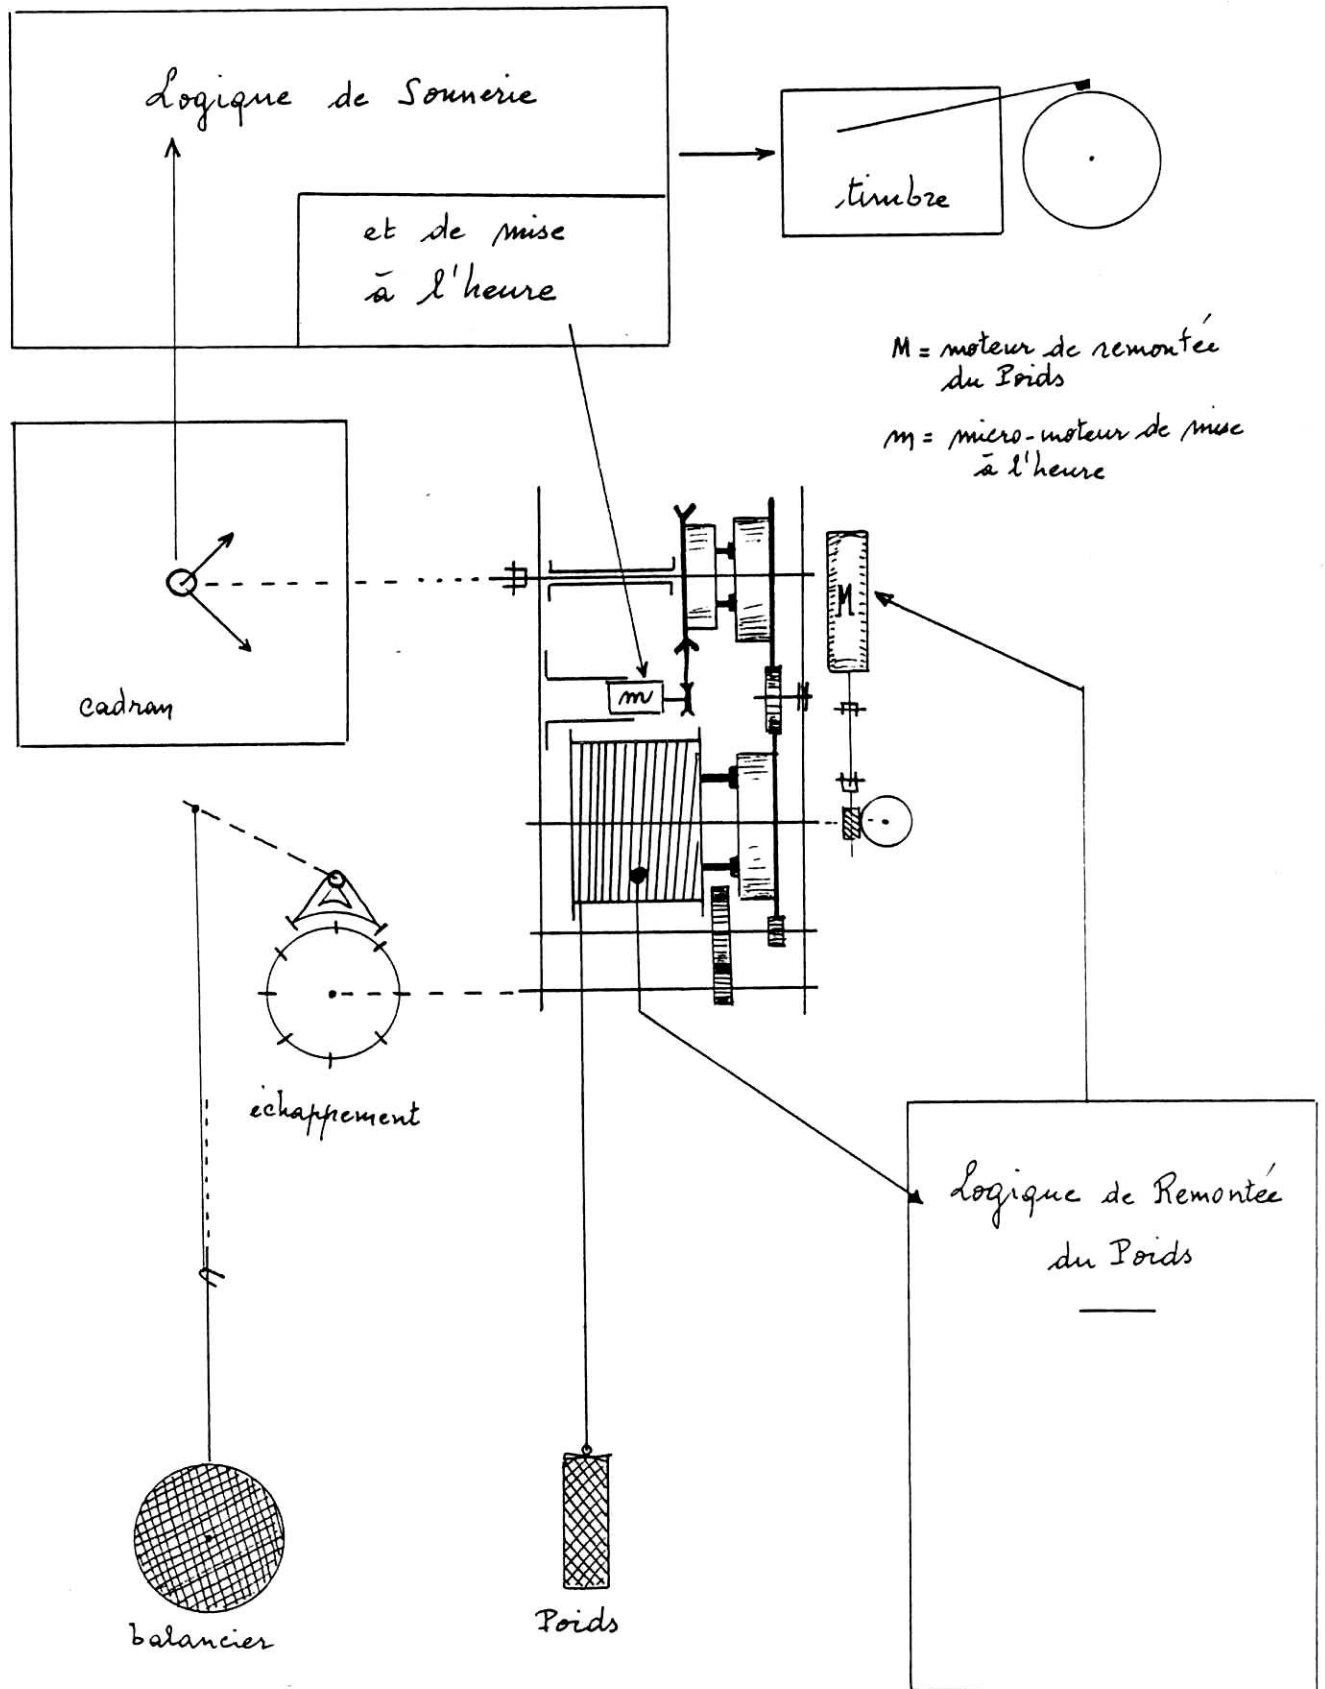 Logique de Sonnerie
et de mise
à l'heure
timbre
M = moteur de remontée
du Poids
m = micro-moteur de mise
à l'heure
cadran
M
m
échappement
Logique de Remontée
du Poids
balancier
Poids